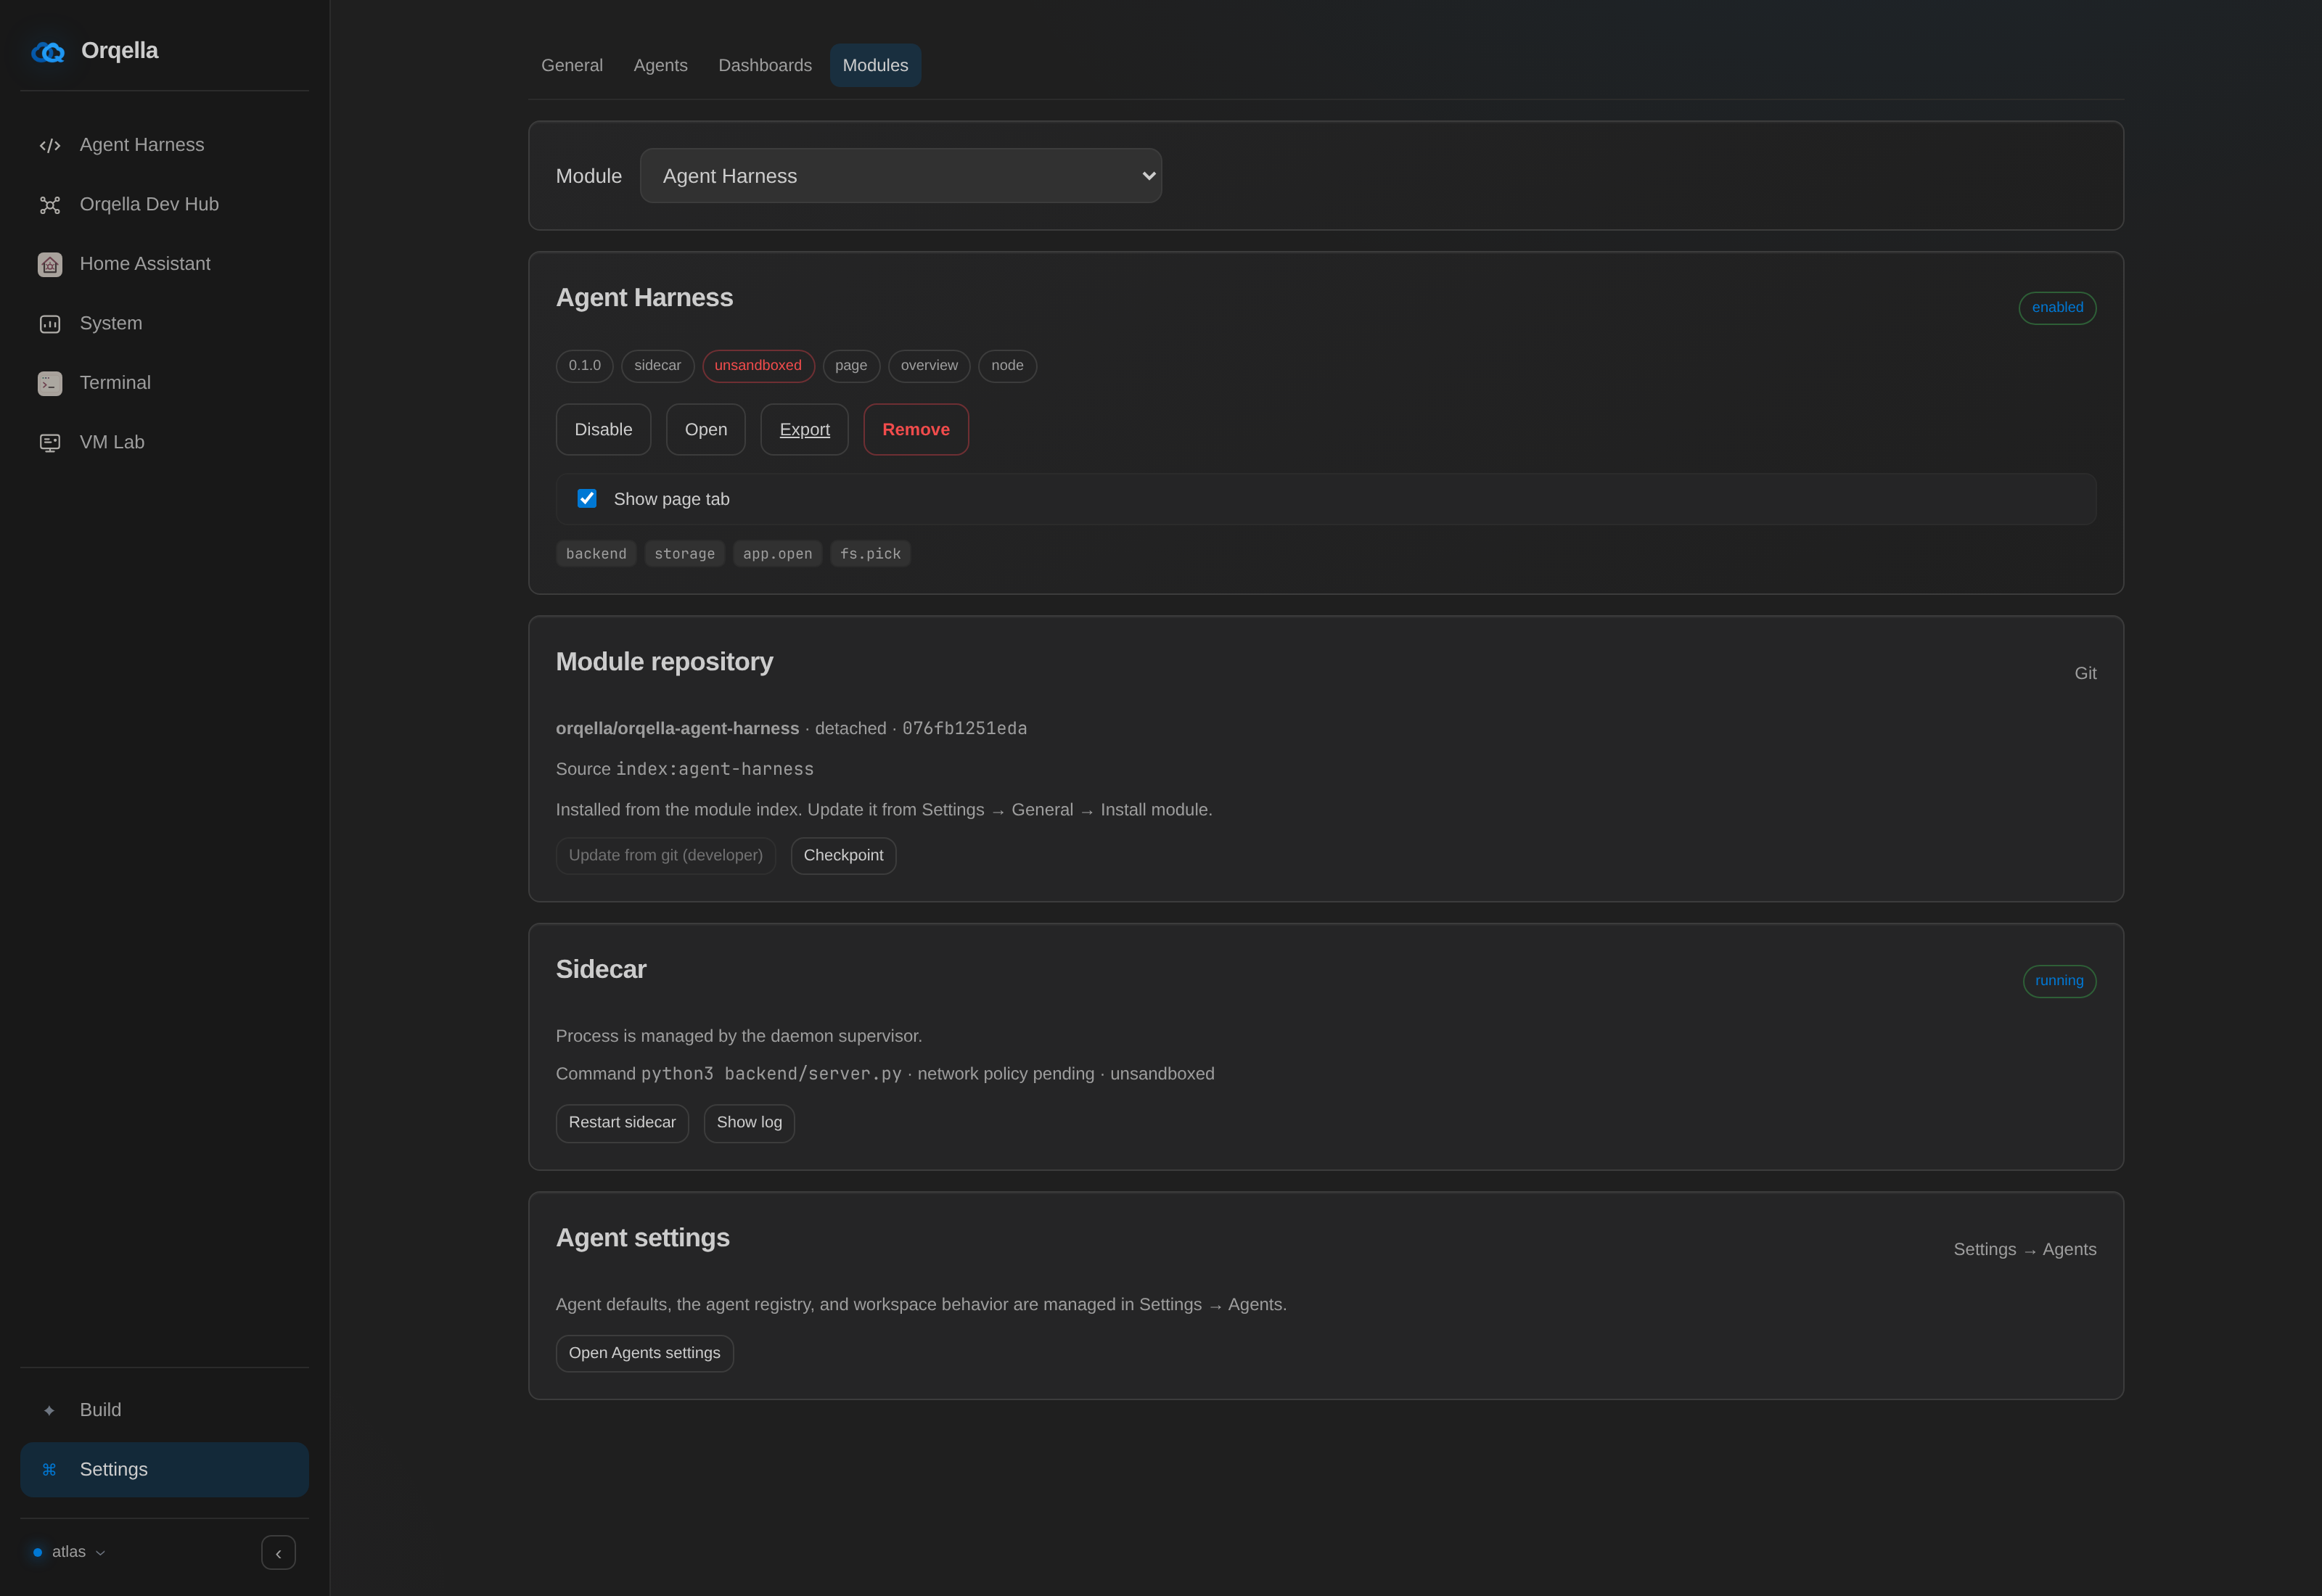 Orqella
Agent Harness
Orqella Dev Hub
Home Assistant
System
Terminal
VM Lab
Build
Settings
atlas
General Agents Dashboards Modules
Module Agent Harness
Agent Harness
enabled
0.1.0 sidecar unsandboxed page overview node
Disable Open Export Remove
Show page tab
backend storage app.open fs.pick
Module repository
Git
orqella/orqella-agent-harness · detached · 076fb1251eda
Source index:agent-harness
Installed from the module index. Update it from Settings → General → Install module.
Update from git (developer) Checkpoint
Sidecar
running
Process is managed by the daemon supervisor.
Command python3 backend/server.py · network policy pending · unsandboxed
Restart sidecar Show log
Agent settings
Settings → Agents
Agent defaults, the agent registry, and workspace behavior are managed in Settings → Agents.
Open Agents settings